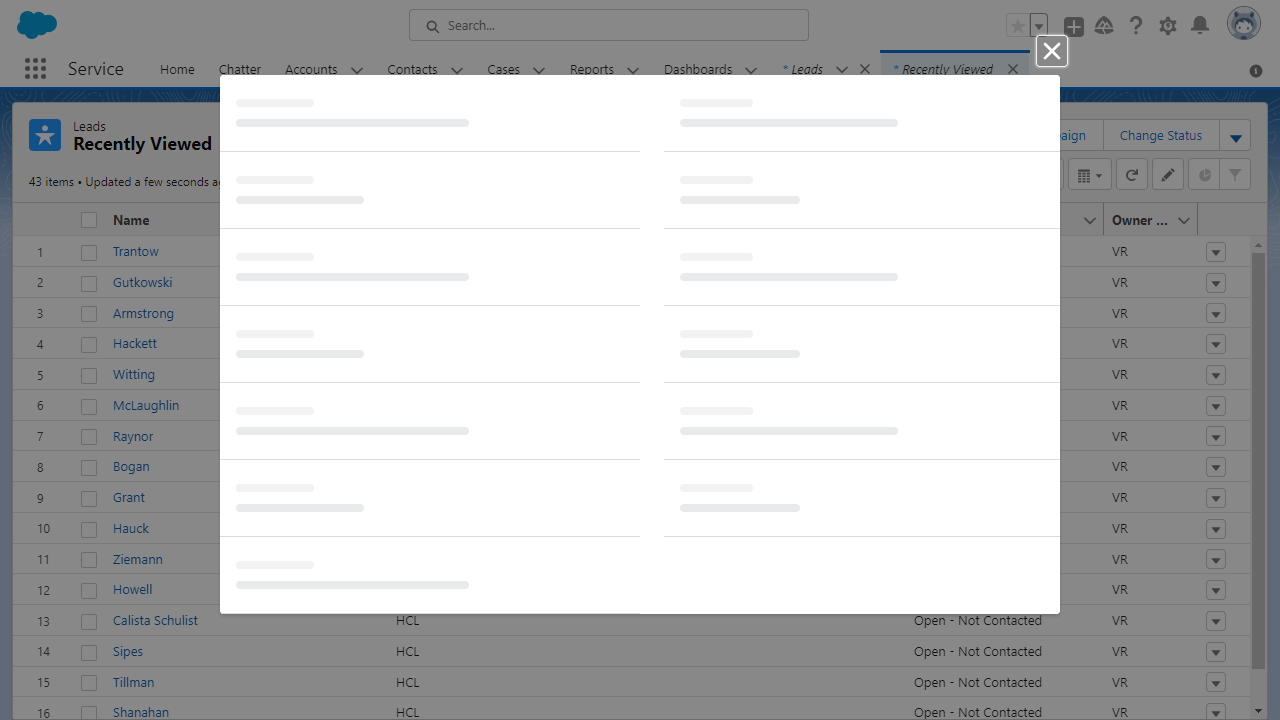 Search...
Service
Home
Chatter
Accounts
Contacts
Cases
Reports
Dashboards
* Leads
* Recently Viewed
Leads
Recently Viewed
Change Status
43 items • Updated a few seconds
Name
Owner ...
1 Trantow VR
2 Gutkowski VR
3 Armstrong VR
4 Hackett VR
5 Witting VR
6 McLaughlin VR
7 Raynor VR
8 Bogan VR
9 Grant VR
10 Hauck VR
11 Ziemann VR
12 Howell VR
13 Calista Schulist HCL Open - Not Contacted VR
14 Sipes HCL Open - Not Contacted VR
15 Tillman HCL Open - Not Contacted VR
16 Shanahan HCL Open - Not Contacted VR